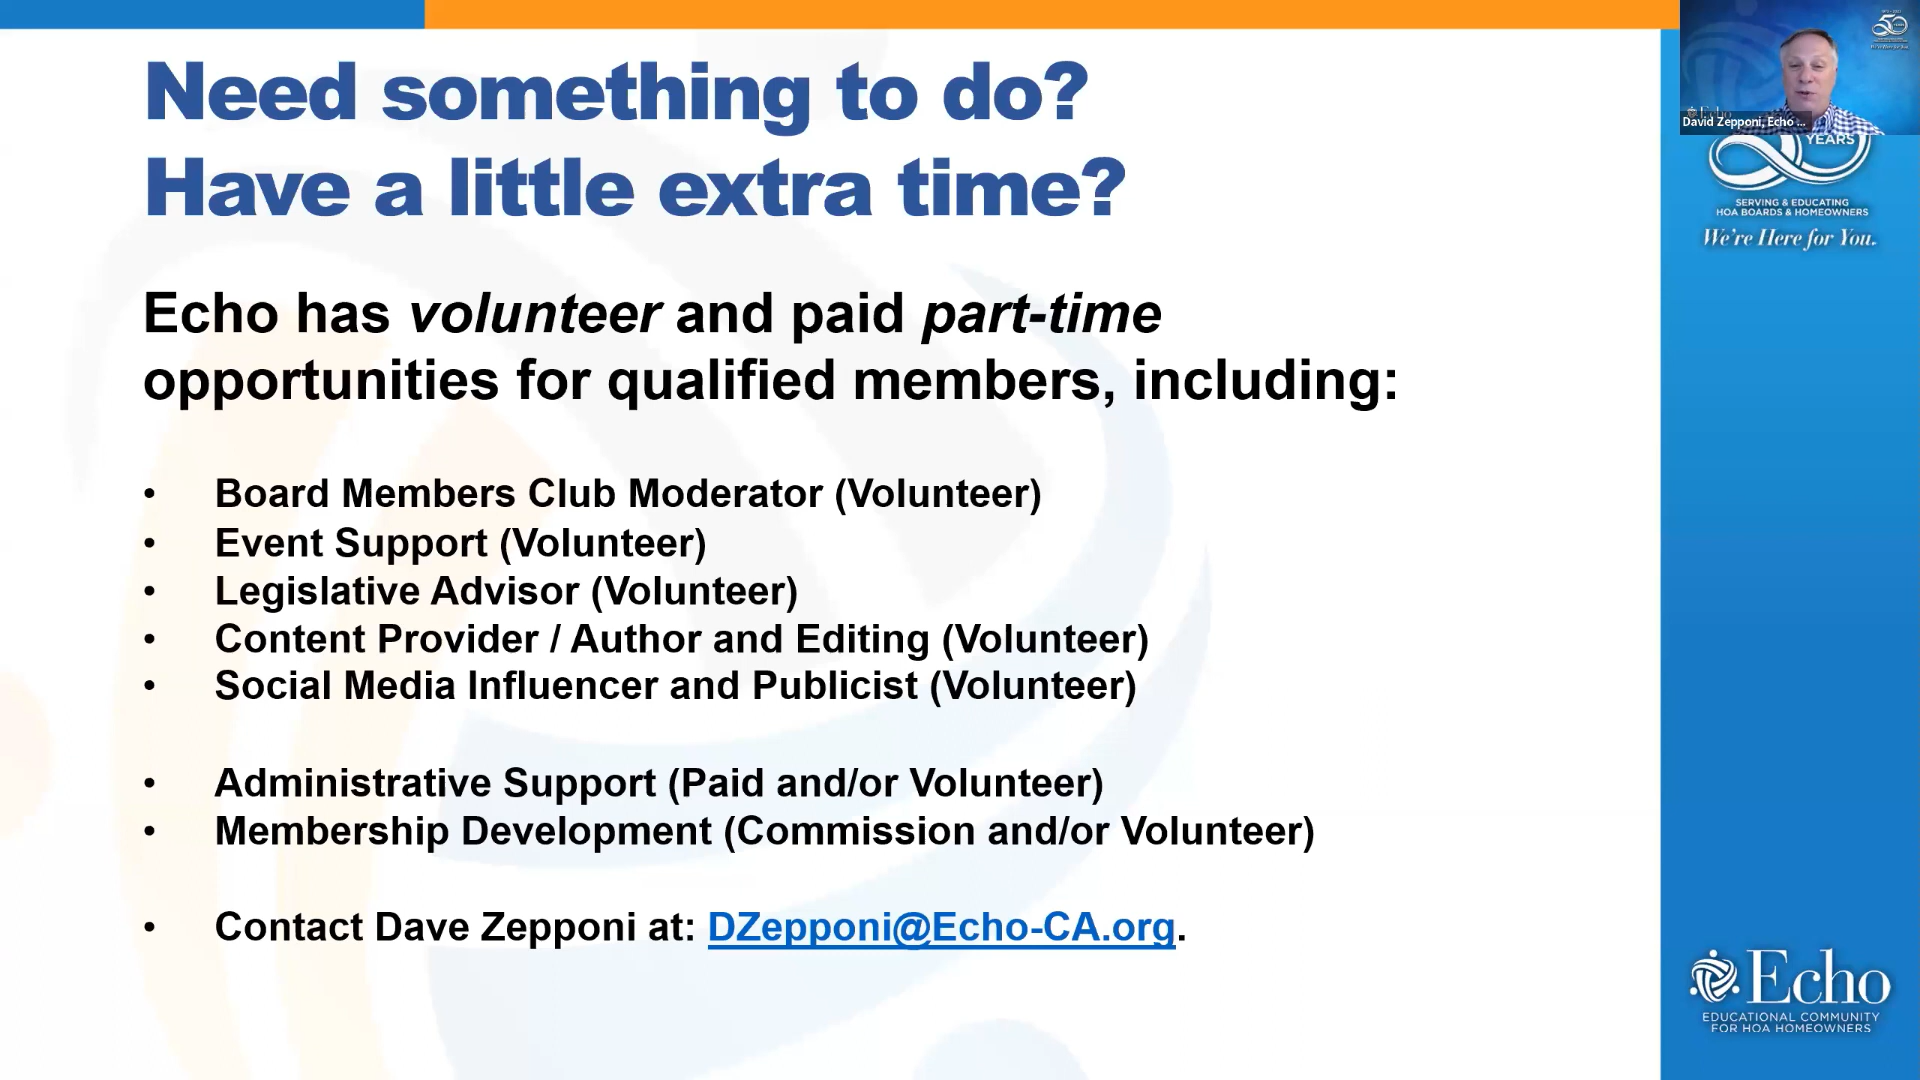 Need something to do?
Have a little extra time?
Echo has volunteer and paid part-time
opportunities for qualified members, including:
• Board Members Club Moderator (Volunteer)
• Event Support (Volunteer)
• Legislative Advisor (Volunteer)
• Content Provider / Author and Editing (Volunteer)
• Social Media Influencer and Publicist (Volunteer)
• Administrative Support (Paid and/or Volunteer)
• Membership Development (Commission and/or Volunteer)
• Contact Dave Zepponi at: DZepponi@Echo-CA.org.
50
Echo
David Zepponi, Echo ...
YEARS
SERVING & EDUCATING
HOA BOARDS & HOMEOWNERS
We're Here for You.
Echo
EDUCATIONAL COMMUNITY
FOR HOA HOMEOWNERS